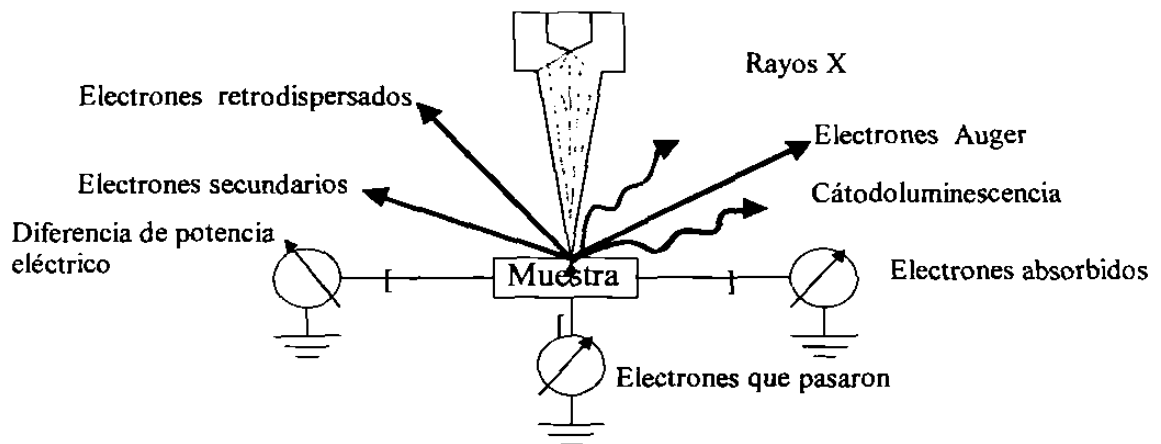 Rayos X
Electrones retrodispersados
Electrones Auger
Electrones secundarios
Cátodoluminescencia
Diferencia de potencia
eléctrico
Muestra
Electrones absorbidos
Electrones que pasaron